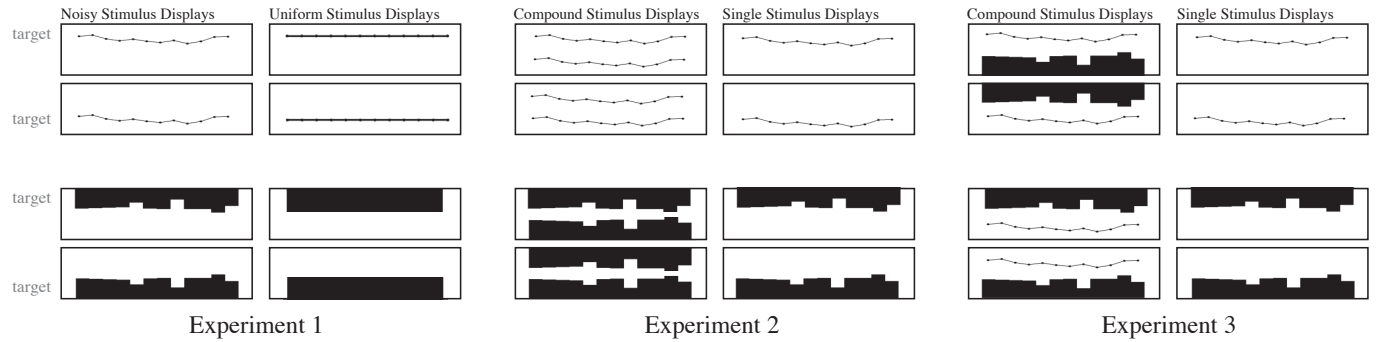 Noisy Stimulus Displays Uniform Stimulus Displays Compound Stimulus Displays Single Stimulus Displays Compound Stimulus Displays Single Stimulus Displays
target
target
target
target
Experiment 1 Experiment 2 Experiment 3